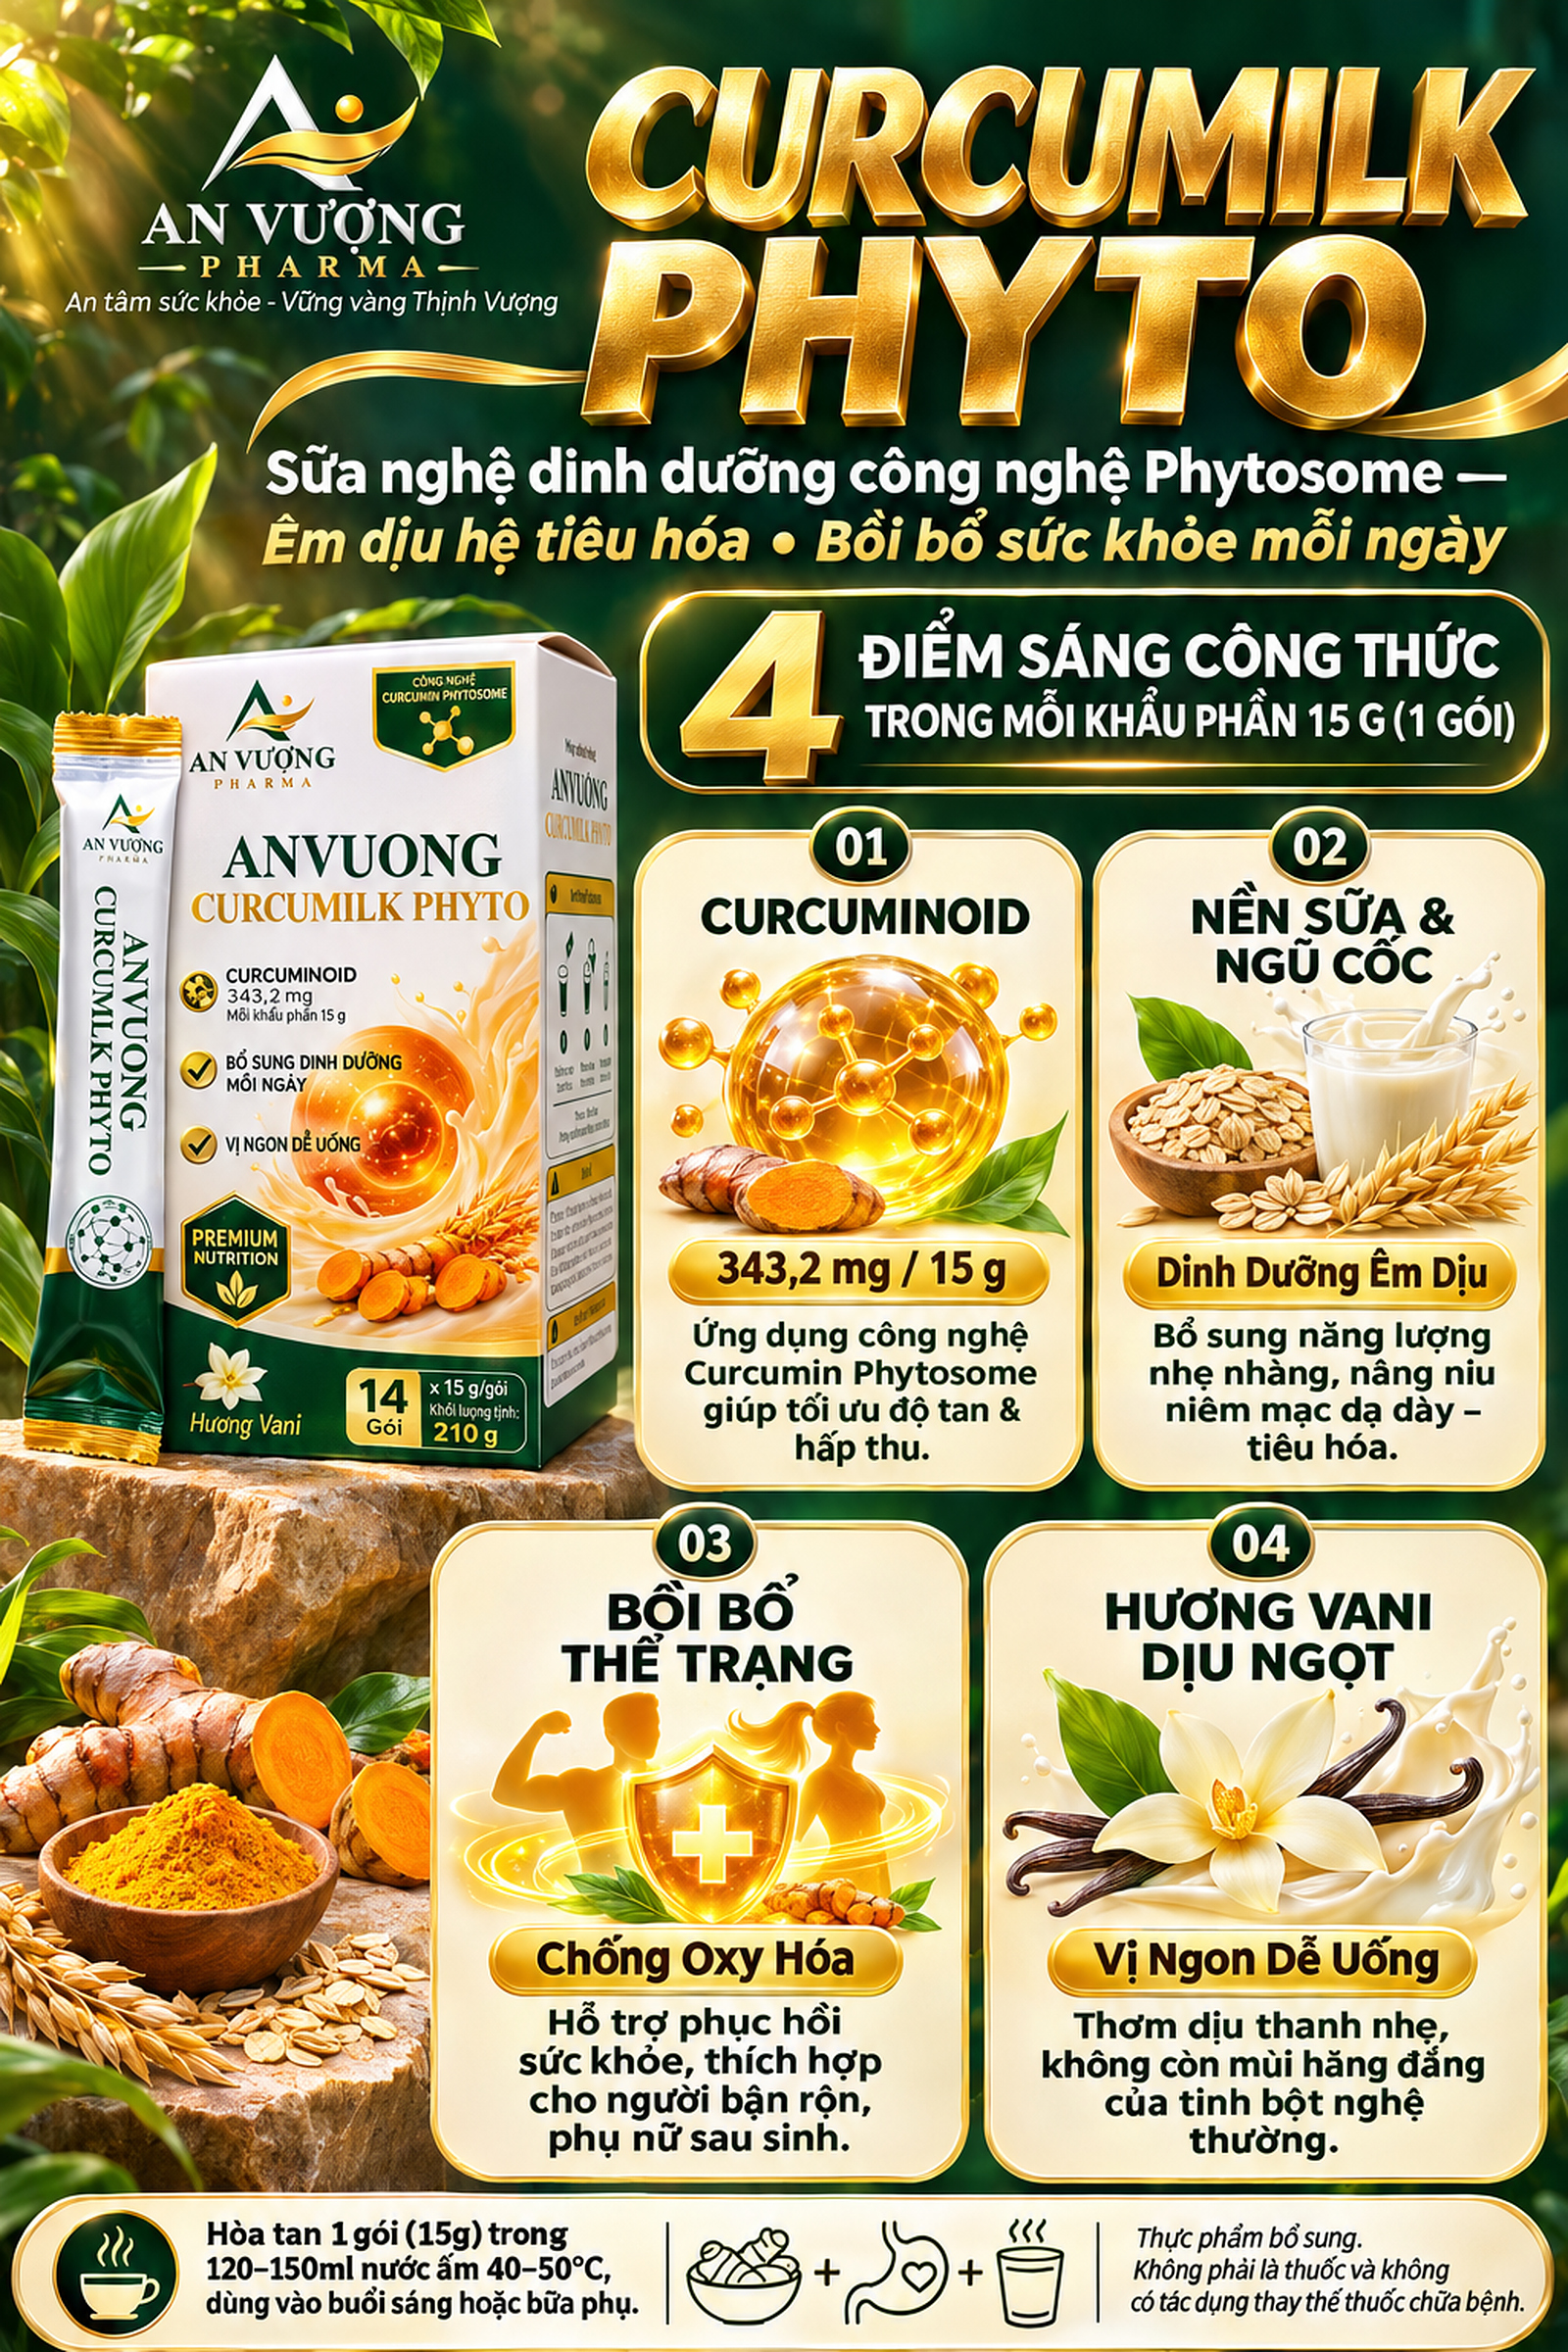 AN VƯỢNG
PHARMA
An tâm sức khỏe - Vững vàng Thịnh Vượng
CURCUMILK
PHYTO
Sữa nghệ dinh dưỡng công nghệ Phytosome —
Êm dịu hệ tiêu hóa • Bồi bổ sức khỏe mỗi ngày
4
ĐIỂM SÁNG CÔNG THỨC
TRONG MỖI KHẨU PHẦN 15 G (1 GÓI)
AN VƯỢNG
PHARMA
ANVUONG
CURCUMILK PHYTO
AN VƯỢNG
PHARMA
CÔNG NGHỆ
CURCUMIN PHYTOSOME
ANVUONG
CURCUMILK PHYTO
CURCUMINOID
343,2 mg
Mỗi khẩu phần 15 g
BỔ SUNG DINH DƯỠNG
MỖI NGÀY
VỊ NGON DỄ UỐNG
PREMIUM
NUTRITION
Hương Vani
14
Gói
x 15 g/gói
Khối lượng tịnh:
210 g
ANVUÓNG
CURCUMILK PHYTO
01
CURCUMINOID
343,2 mg / 15 g
Ứng dụng công nghệ
Curcumin Phytosome
giúp tối ưu độ tan &
hấp thu.
02
NỀN SỮA &
NGŨ CỐC
Dinh Dưỡng Êm Dịu
Bổ sung năng lượng
nhẹ nhàng, nâng niu
niêm mạc dạ dày –
tiêu hóa.
03
BỒI BỔ
THỂ TRẠNG
Chống Oxy Hóa
Hỗ trợ phục hồi
sức khỏe, thích hợp
cho người bận rộn,
phụ nữ sau sinh.
04
HƯƠNG VANI
DỊU NGỌT
Vị Ngon Dễ Uống
Thơm dịu thanh nhẹ,
không còn mùi hăng đắng
của tinh bột nghệ
thường.
Hòa tan 1 gói (15g) trong
120–150ml nước ấm 40–50°C,
dùng vào buổi sáng hoặc bữa phụ.
+
+
Thực phẩm bổ sung.
Không phải là thuốc và không
có tác dụng thay thế thuốc chữa bệnh.